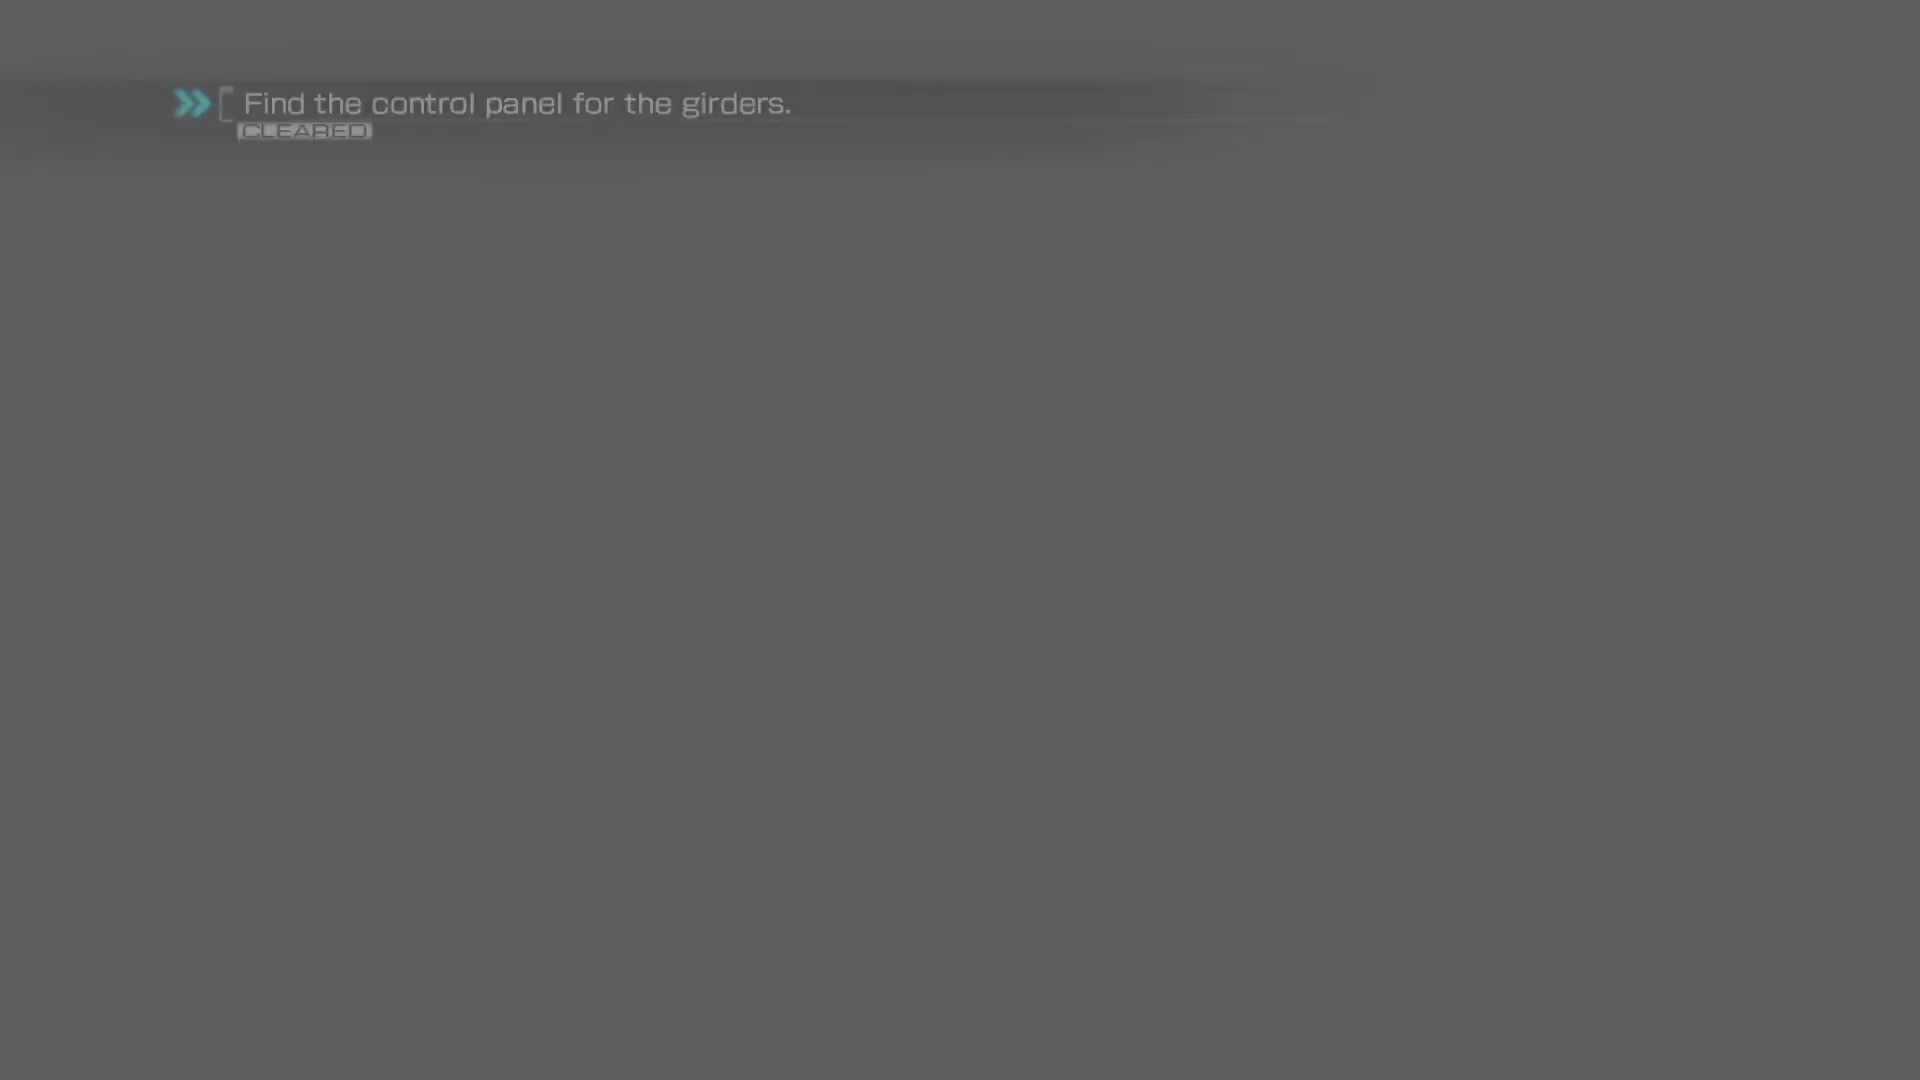 Find the control panel for the girders.
CLEARED